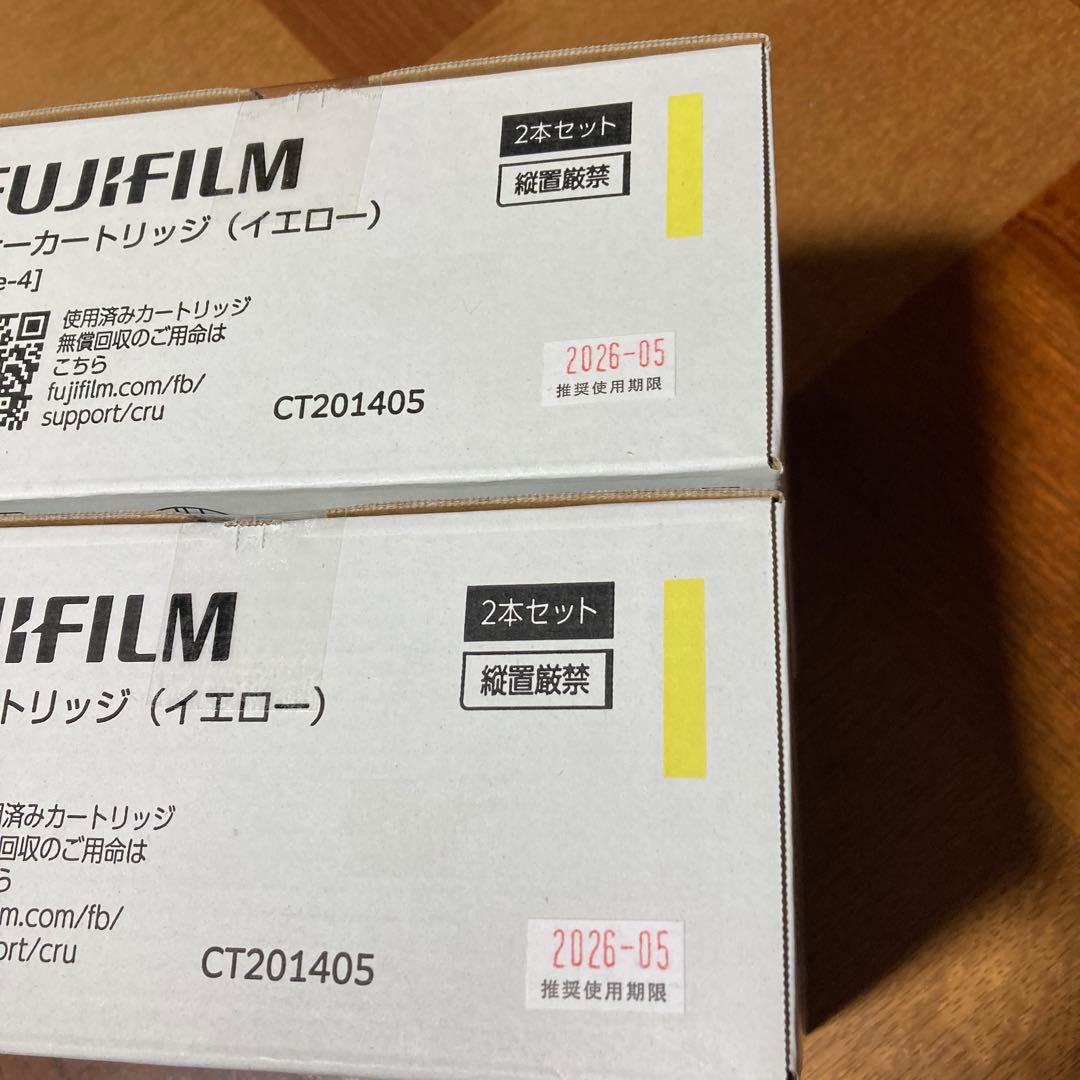 FUJIFILM
ーカートリッジ（イエロー）
e-4]
2本セット
縦置厳禁
使用済みカートリッジ
無償回収のご用命は
こちら
fujifilm.com/fb/
support/cru
CT201405
2026-05
推奨使用期限
IFILM
トリッジ（イエロー）
2本セット
縦置厳禁
済みカートリッジ
回収のご用命は
ら
m.com/fb/
ort/cru
CT201405
2026-05
推奨使用期限